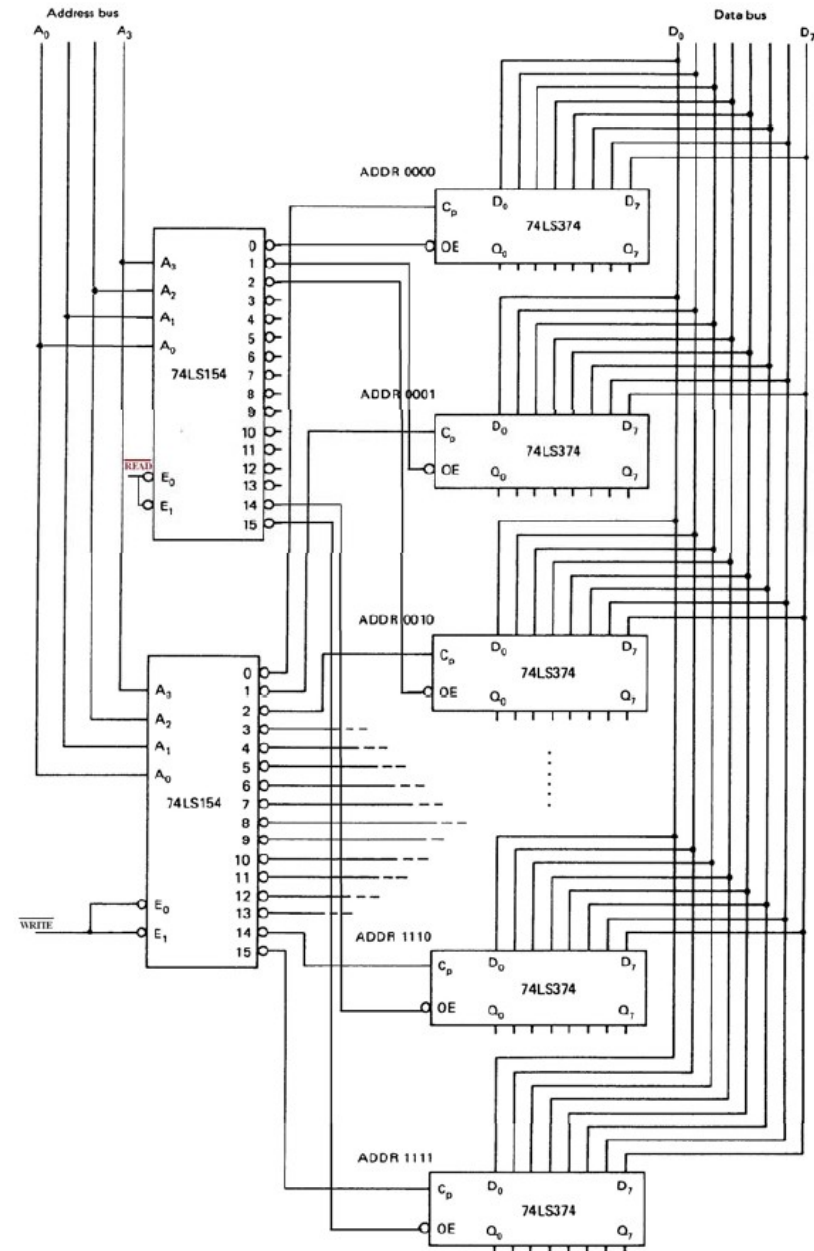 Address bus
A0 A3
Data bus
D0 D7
ADDR 0000
Cp D0 D7
74LS374
OE Q0 Q7
A3
A2
A1
A0
74LS154
READ
E0
E1
0
1
2
3
4
5
6
7
8
9
10
11
12
13
14
15
ADDR 0001
Cp D0 D7
74LS374
OE Q0 Q7
ADDR 0010
Cp D0 D7
74LS374
OE Q0 Q7
A3
A2
A1
A0
74LS154
E0
WRITE
E1
0
1
2
3
4
5
6
7
8
9
10
11
12
13
14
15
ADDR 1110
Cp D0 D7
74LS374
OE Q0 Q7
ADDR 1111
Cp D0 D7
74LS374
OE Q0 Q7